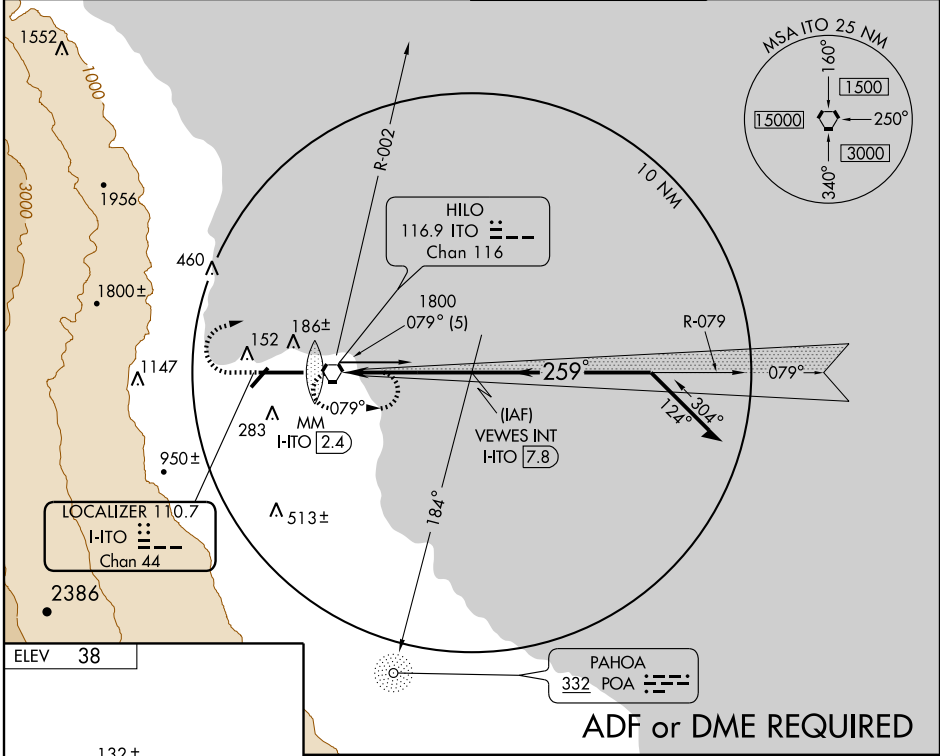 1552
1000
3000
1956
1800±
1147
950±
2386
460
152
186±
283
513±
R-002
HILO
116.9 ITO
Chan 116
1800
079° (5)
10 NM
MSA ITO 25 NM
160°
1500
15000
250°
3000
340°
R-079
259°
079°
079°
304°
124°
MM
I-ITO 2.4
(IAF)
VEWES INT
I-ITO 7.8
184°
LOCALIZER 110.7
I-ITO
Chan 44
ELEV 38
132±
PAHOA
332 POA
ADF or DME REQUIRED